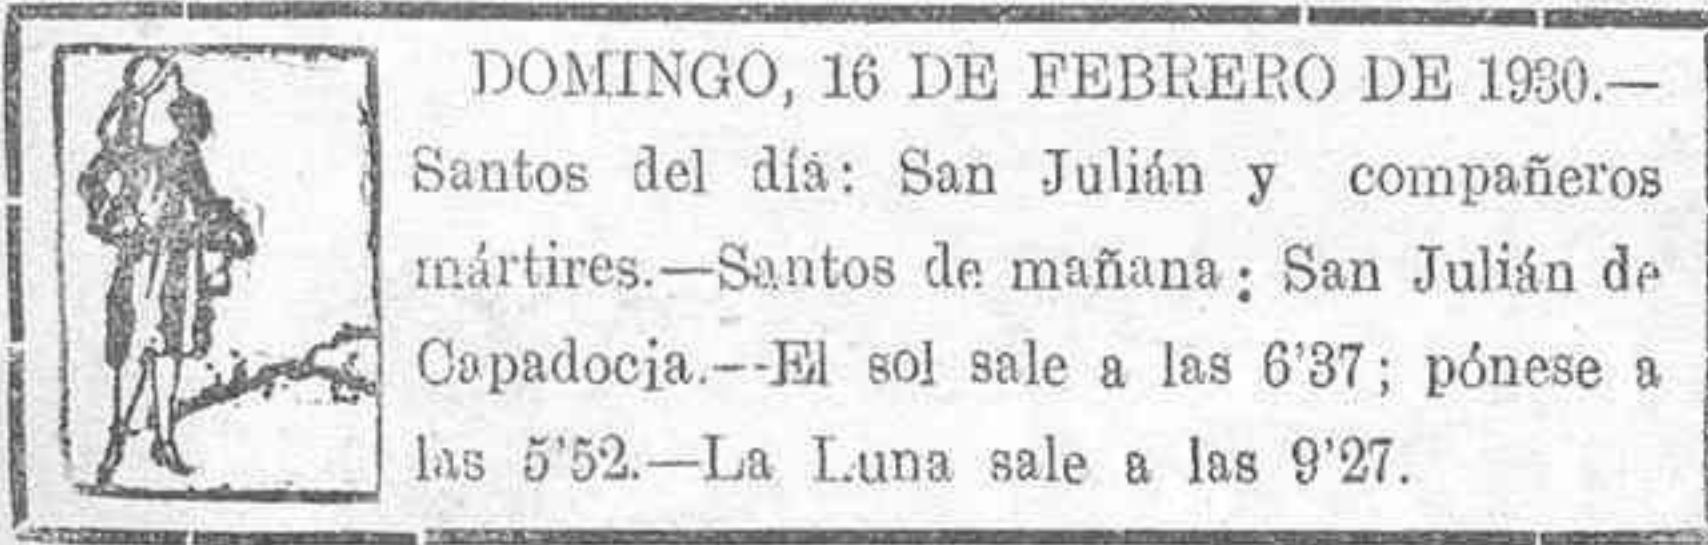 DOMINGO, 16 DE FEBRERO DE 1930.—
Santos del día: San Julián y compañeros
mártires.—Santos de mañana: San Julián de
Capadocia.—El sol sale a las 6'37; pónese a
las 5'52.—La Luna sale a las 9'27.